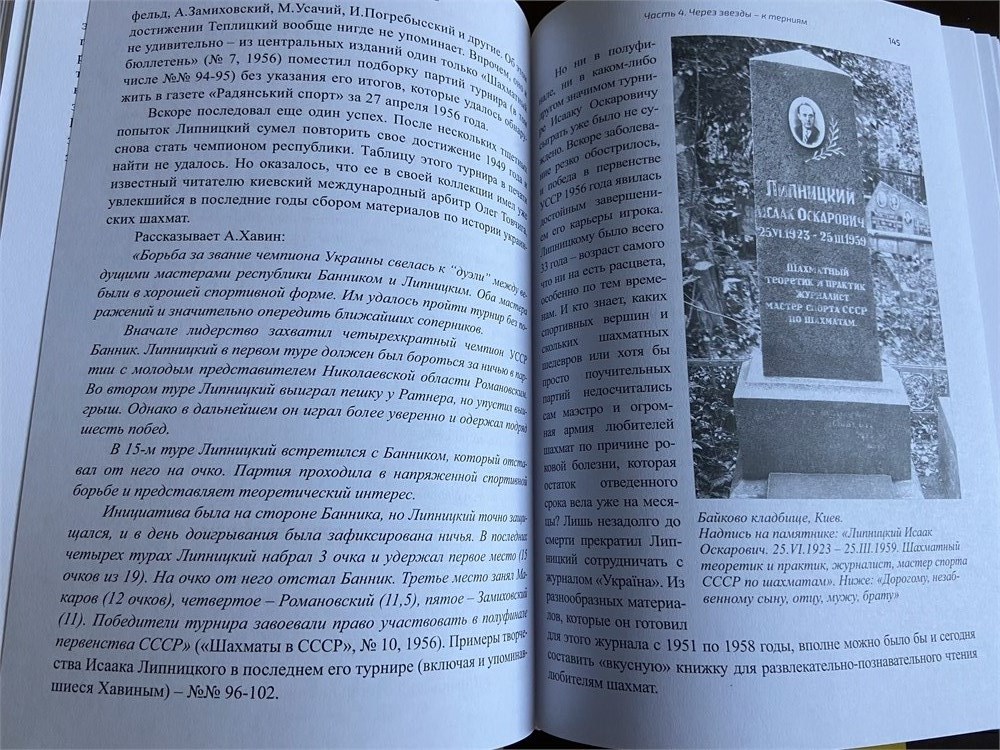 фельд, А.Замиховский, М.Усачий, И.Погребысский и другие. Об этом
достижении Теплицкий вообще нигде не упоминает. Впрочем, оно и
не удивительно – из центральных изданий один только «Шахматный
бюллетень» (№ 7, 1956) поместил подборку партий турнира (в том
числе №№ 94-95) без указания его итогов, которые удалось обнару-
жить в газете «Радянський спорт» за 27 апреля 1956 года.
Вскоре последовал еще один успех. После нескольких тщетных
попыток Липницкий сумел повторить свое достижение 1949 года и
снова стать чемпионом республики. Таблицу этого турнира в печати
найти не удалось. Но оказалось, что ее в своей коллекции имел уже
известный читателю киевский международный арбитр Олег Товчига,
увлекшийся в последние годы сбором материалов по истории украин-
ских шахмат.
Рассказывает А.Хавин:
«Борьба за звание чемпиона Украины свелась к "дуэли" между ве-
дущими мастерами республики Банником и Липницким. Оба мастера
были в хорошей спортивной форме. Им удалось пройти турнир без по-
ражений и значительно опередить ближайших соперников.
Вначале лидерство захватил четырехкратный чемпион УССР
Банник. Липницкий в первом туре должен был бороться за ничью в пар-
тии с молодым представителем Николаевской области Романовским.
Во втором туре Липницкий выиграл пешку у Ратнера, но упустил выи-
грыш. Однако в дальнейшем он играл более уверенно и одержал подряд
шесть побед.
В 15-м туре Липницкий встретился с Банником, который отста-
вал от него на очко. Партия проходила в напряженной спортивной
борьбе и представляет теоретический интерес.
Инициатива была на стороне Банника, но Липницкий точно защи-
щался, и в день доигрывания была зафиксирована ничья. В последних
четырех турах Липницкий набрал 3 очка и удержал первое место (15
очков из 19). На очко от него отстал Банник. Третье место занял Ма-
каров (12 очков), четвертое – Романовский (11,5), пятое – Замиховский
(11). Победители турнира завоевали право участвовать в полуфинале
первенства СССР» («Шахматы в СССР», № 10, 1956). Примеры творче-
ства Исаака Липницкого в последнем его турнире (включая и упоминав-
шиеся Хавиным) – №№ 96-102.
Часть 4. Через звезды – к терниям
145
Но ни в полуфи-
нале, ни в каком-либо
другом значимом турни-
ре Исааку Оскаровичу
сыграть уже было не су-
ждено. Вскоре заболева-
ние резко обострилось,
и победа в первенстве
УССР 1956 года явилась
достойным завершени-
ем его карьеры игрока.
Липницкому было всего
33 года – возраст самого
что ни на есть расцвета,
особенно по тем време-
нам. И кто знает, каких
спортивных вершин и
скольких шахматных
шедевров или хотя бы
просто поучительных
партий недосчитались
сам маэстро и огром-
ная армия любителей
шахмат по причине ро-
ковой болезни, которая
остаток отведенного
срока вела уже на меся-
цы? Лишь незадолго до
смерти прекратил Лип-
ницкий сотрудничать с
журналом «Україна». Из
разнообразных материа-
лов, которые он готовил
для этого журнала с 1951 по 1958 годы, вполне можно было бы и сегодня
составить «вкусную» книжку для развлекательно-познавательного чтения
любителям шахмат.
ЛИПНИЦКИЙ
ИСААК ОСКАРОВИЧ
25.VI.1923 – 25.III.1959
ШАХМАТНЫЙ
ТЕОРЕТИК И ПРАКТИК
ЖУРНАЛИСТ
МАСТЕР СПОРТА СССР
ПО ШАХМАТАМ
Байково кладбище, Киев.
Надпись на памятнике: «Липницкий Исаак
Оскарович. 25.VI.1923 – 25.III.1959. Шахматный
теоретик и практик, журналист, мастер спорта
СССР по шахматам». Ниже: «Дорогому, незаб-
венному сыну, отцу, мужу, брату»